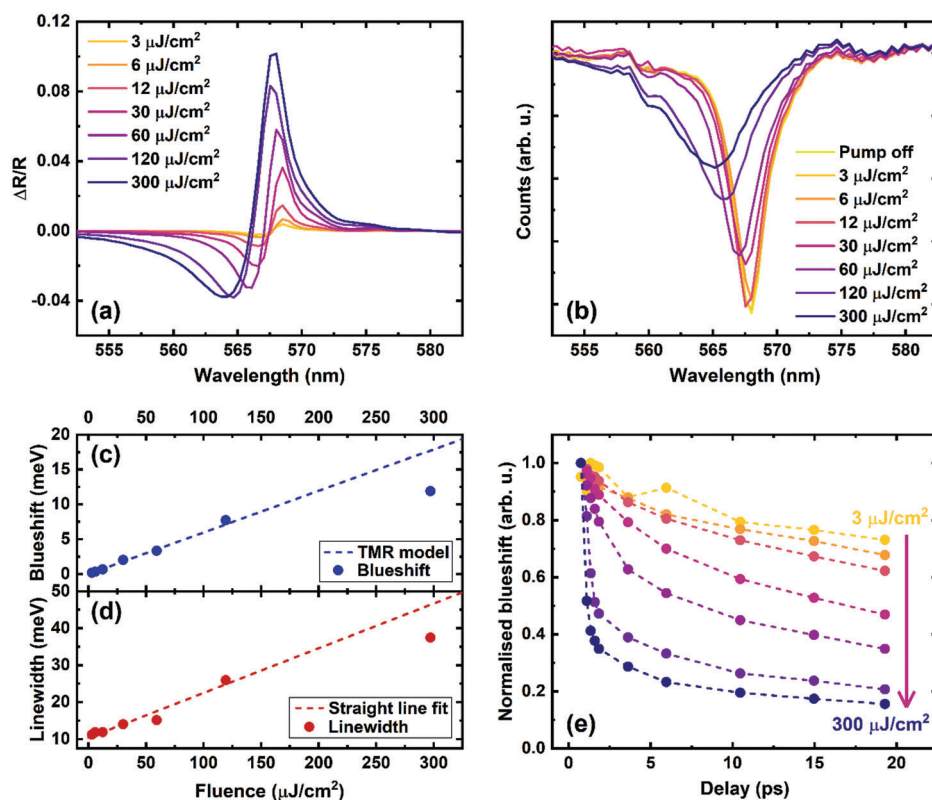 0.12
0.08
0.04
0.00
-0.04
ΔR/R
3 μJ/cm²
6 μJ/cm²
12 μJ/cm²
30 μJ/cm²
60 μJ/cm²
120 μJ/cm²
300 μJ/cm²
(a)
555 560 565 570 575 580
Wavelength (nm)
Counts (arb. u.)
Pump off
3 μJ/cm²
6 μJ/cm²
12 μJ/cm²
30 μJ/cm²
60 μJ/cm²
120 μJ/cm²
300 μJ/cm²
(b)
555 560 565 570 575 580
Wavelength (nm)
0 50 100 150 200 250 300
20
15
10
5
0
Blueshift (meV)
(c)
TMR model
Blueshift
50
40
30
20
10
Linewidth (meV)
(d)
Straight line fit
Linewidth
0 50 100 150 200 250 300
Fluence (μJ/cm²)
1.0
0.8
0.6
0.4
0.2
0.0
Normalised blueshift (arb. u.)
3 μJ/cm²
300 μJ/cm²
(e)
0 5 10 15 20
Delay (ps)